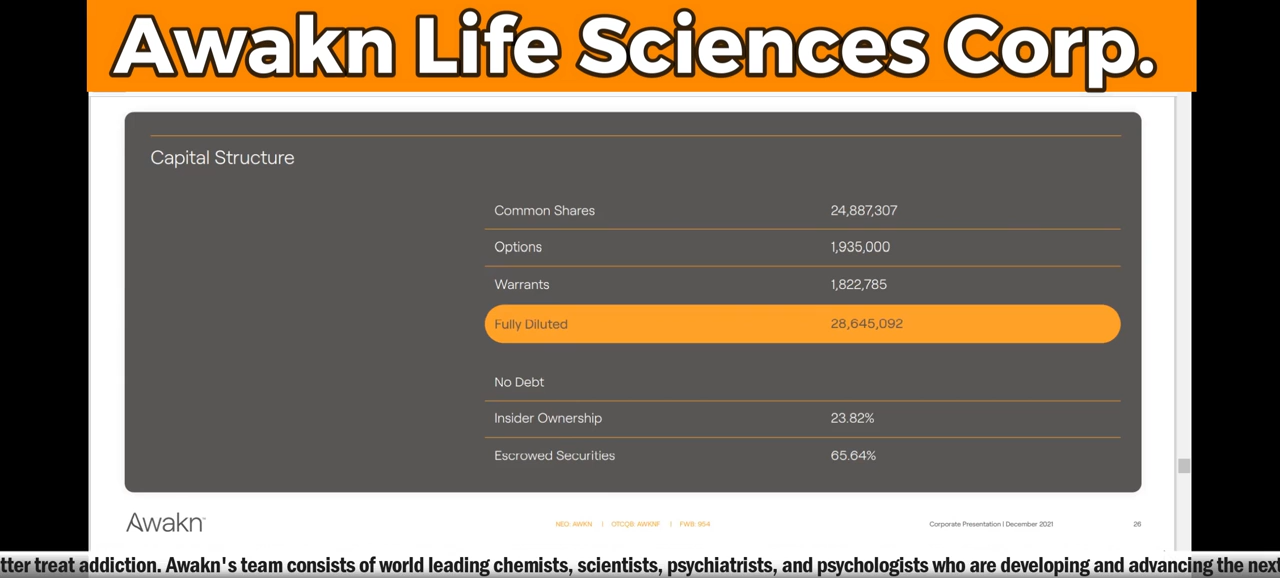 Awakn Life Sciences Corp.
Capital Structure
Common Shares 24,887,307
Options 1,935,000
Warrants 1,822,785
Fully Diluted 28,645,092
No Debt
Insider Ownership 23.82%
Escrowed Securities 65.64%
Awakn™ NEO: AWKN | OTCQB: AWKNF | FWB: 954 Corporate Presentation | December 2021 26
tter treat addiction. Awakn's team consists of world leading chemists, scientists, psychiatrists, and psychologists who are developing and advancing the next